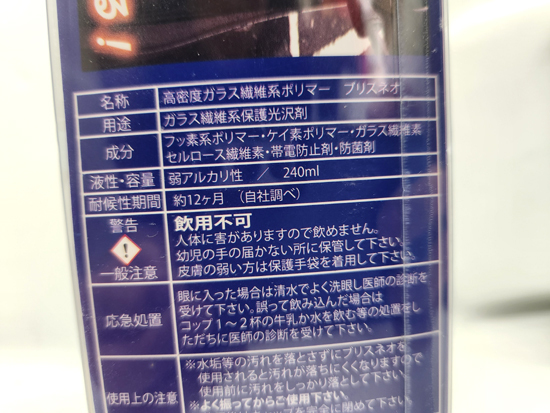 る!
名称 高密度ガラス繊維系ポリマー ブリスネオ
用途 ガラス繊維系保護光沢剤
成分 フッ素系ポリマー・ケイ素ポリマー・ガラス繊維素
セルロース繊維素・帯電防止剤・防菌剤
液性・容量 弱アルカリ性 / 240ml
耐候性期間 約12ヶ月 (自社調べ)
警告
一般注意
飲用不可
人体に害がありますので飲めません。
幼児の手の届かない所に保管して下さい。
皮膚の弱い方は保護手袋を着用して下さい。
応急処置
眼に入った場合は清水でよく洗眼し医師の診断を
受けて下さい。誤って飲み込んだ場合は
コップ1~2杯の牛乳か水を飲む等の処置をし
ただちに医師の診断を受けて下さい。
使用上の注意
※水垢等の汚れを落とさずにブリスネオを
使用されると汚れが落ちにくくなりますので
使用前に汚れをしっかり落として下さい。
※よく振ってからご使用下さい。
を完全に閉めて下さい。